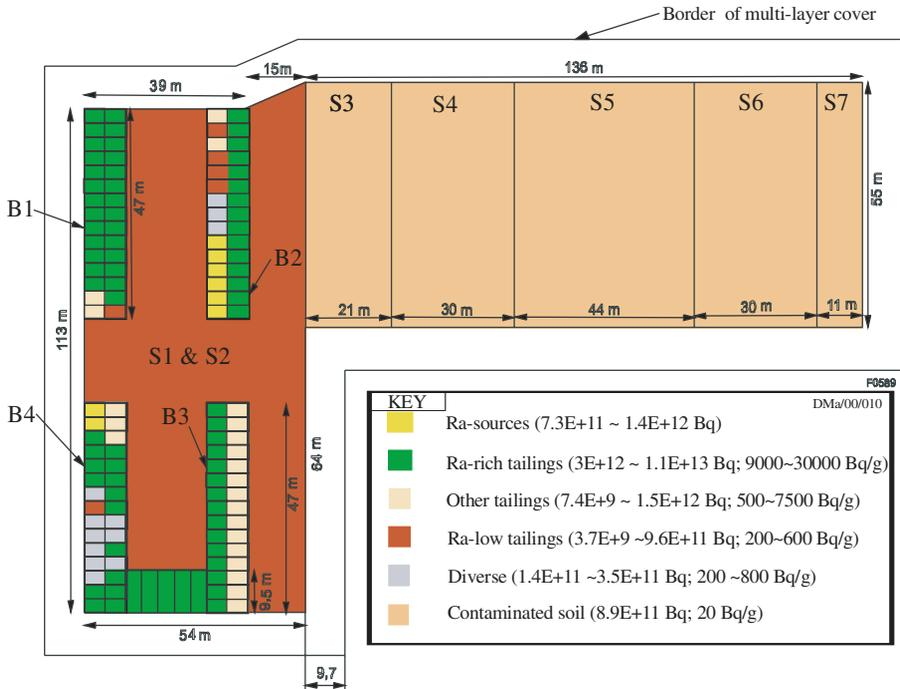 Border of multi-layer cover
15m
136 m
39 m
S3
S4
S5
S6
S7
47 m
55 m
B1
B2
113 m
21 m
30 m
44 m
30 m
11 m
S1 & S2
F0589
B4
B3
64 m
47 m
9,5 m
54 m
9,7
KEY
DMa/00/010
Ra-sources (7.3E+11 ~ 1.4E+12 Bq)
Ra-rich tailings (3E+12 ~ 1.1E+13 Bq; 9000~30000 Bq/g)
Other tailings (7.4E+9 ~ 1.5E+12 Bq; 500~7500 Bq/g)
Ra-low tailings (3.7E+9 ~9.6E+11 Bq; 200~600 Bq/g)
Diverse (1.4E+11 ~3.5E+11 Bq; 200 ~800 Bq/g)
Contaminated soil (8.9E+11 Bq; 20 Bq/g)